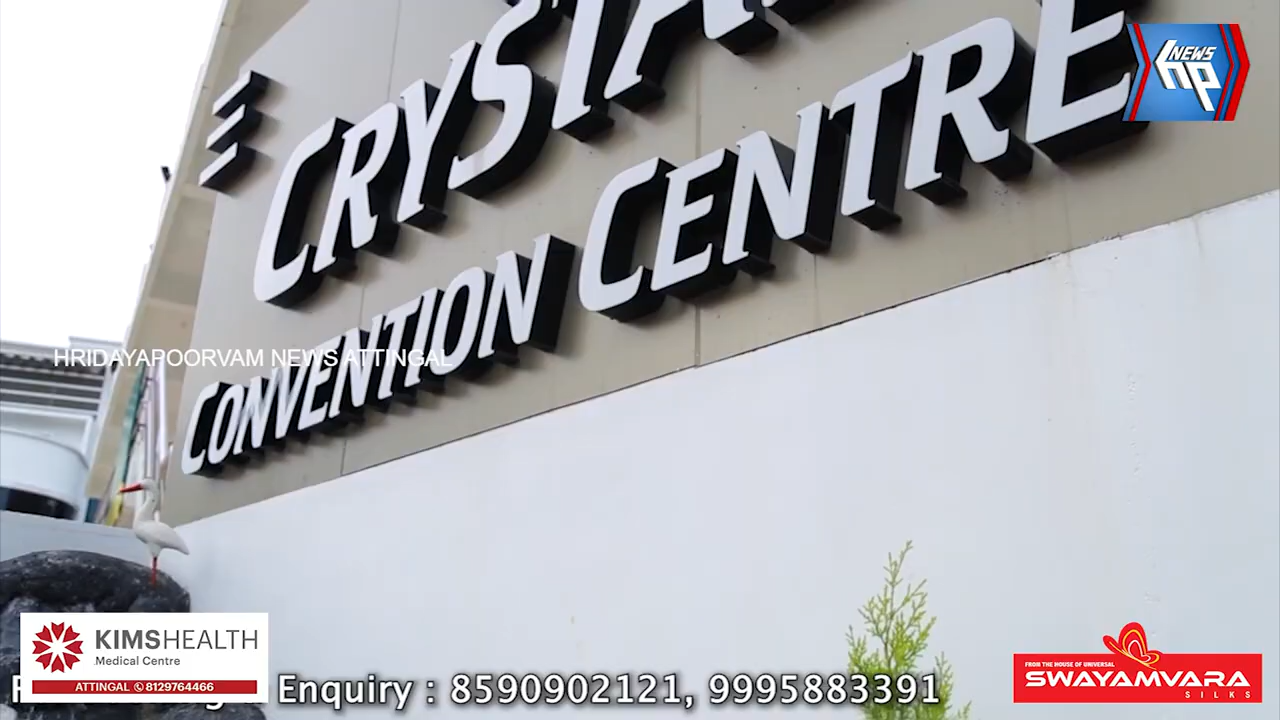 CRYSTA
CONVENTION CENTRE
NEWS
HP
HRIDAYAPOORVAM NEWS ATTINGAL
KIMSHEALTH
Medical Centre
ATTINGAL 8129764466
Enquiry : 8590902121, 9995883391
FROM THE HOUSE OF UNIVERSAL
SWAYAMVARA
SILKS